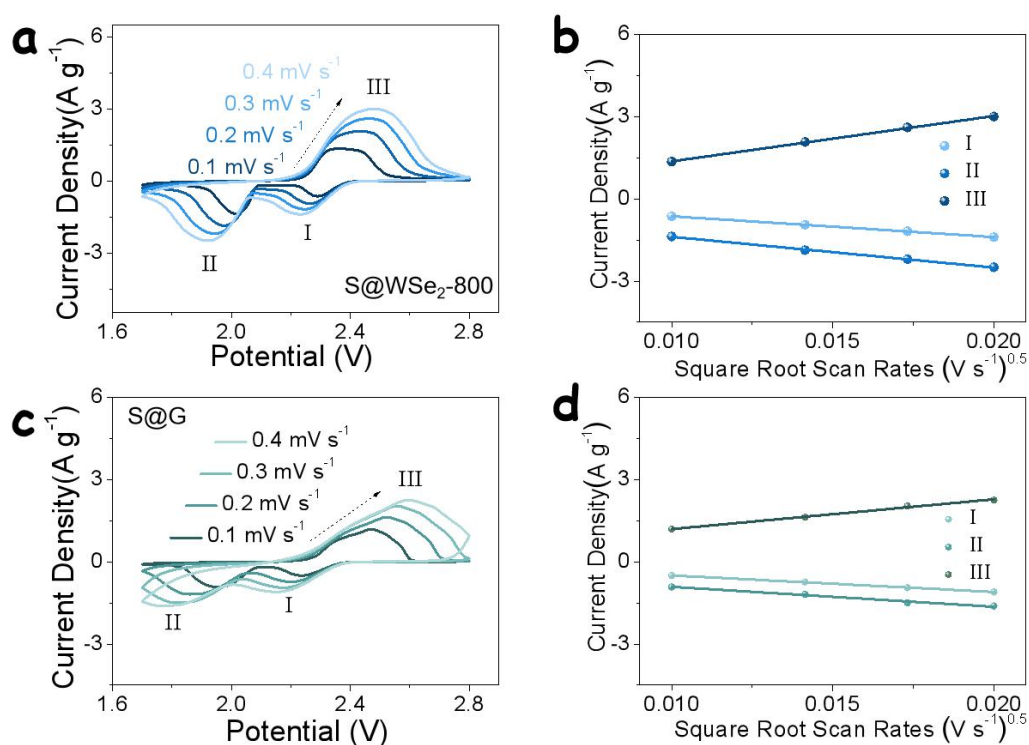 a
Current Density(A g⁻¹)
6
3
0
-3
0.4 mV s⁻¹
0.3 mV s⁻¹
0.2 mV s⁻¹
0.1 mV s⁻¹
III
I
II
S@WSe₂-800
1.6
2.0
2.4
2.8
Potential (V)
b
Current Density(A g⁻¹)
6
3
0
-3
I
II
III
0.010
0.015
0.020
Square Root Scan Rates (V s⁻¹)⁰·⁵
c
Current Density(A g⁻¹)
6
3
0
-3
S@G
0.4 mV s⁻¹
0.3 mV s⁻¹
0.2 mV s⁻¹
0.1 mV s⁻¹
III
I
II
1.6
2.0
2.4
2.8
Potential (V)
d
Current Density(A g⁻¹)
6
3
0
-3
I
II
III
0.010
0.015
0.020
Square Root Scan Rates (V s⁻¹)⁰·⁵